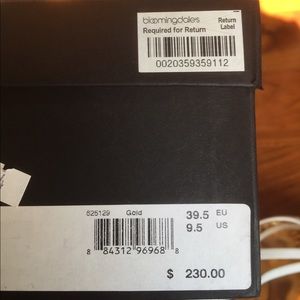 bloomingdales Return
Required for Return Label
0020359359112
625129 Gold
39.5 EU
9.5 US
8 84312 96968 8
$ 230.00